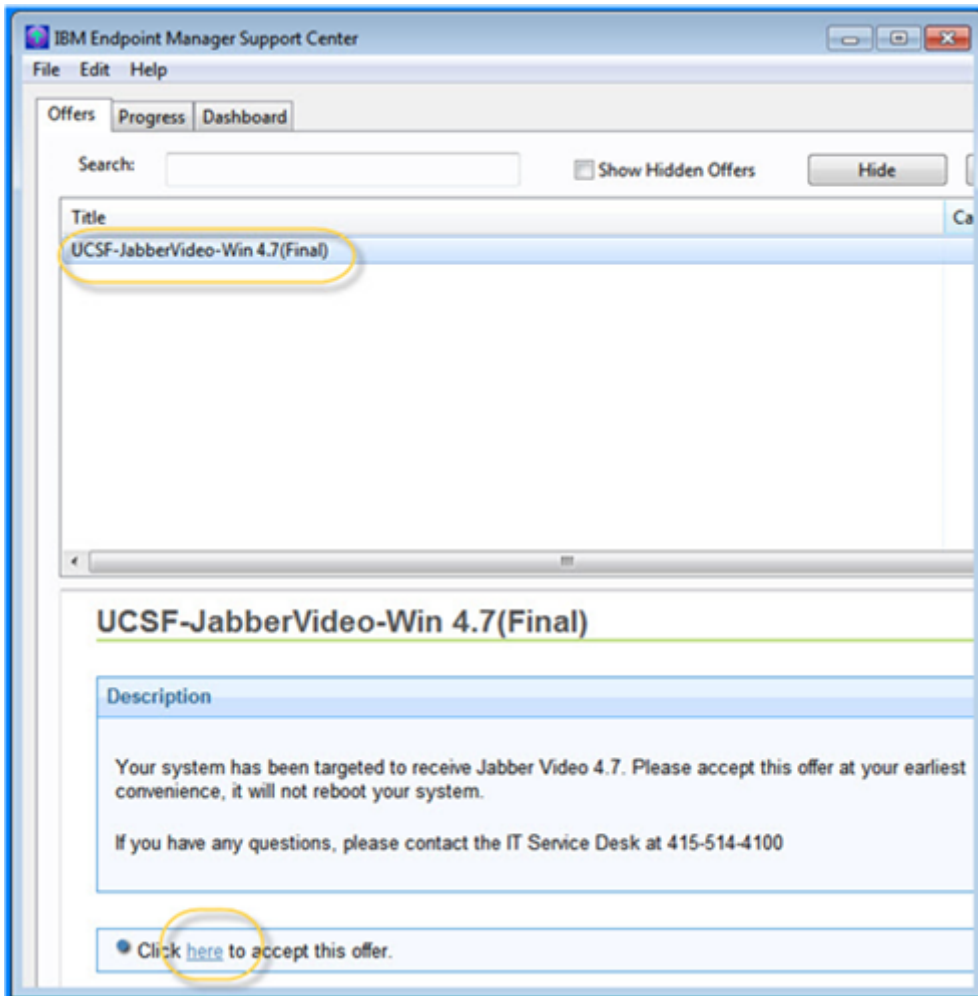 IBM Endpoint Manager Support Center
File Edit Help
Offers Progress Dashboard
Search: Show Hidden Offers Hide
Title Ca
UCSF-JabberVideo-Win 4.7(Final)
UCSF-JabberVideo-Win 4.7(Final)
Description
Your system has been targeted to receive Jabber Video 4.7. Please accept this offer at your earliest
convenience, it will not reboot your system.
If you have any questions, please contact the IT Service Desk at 415-514-4100
Click here to accept this offer.